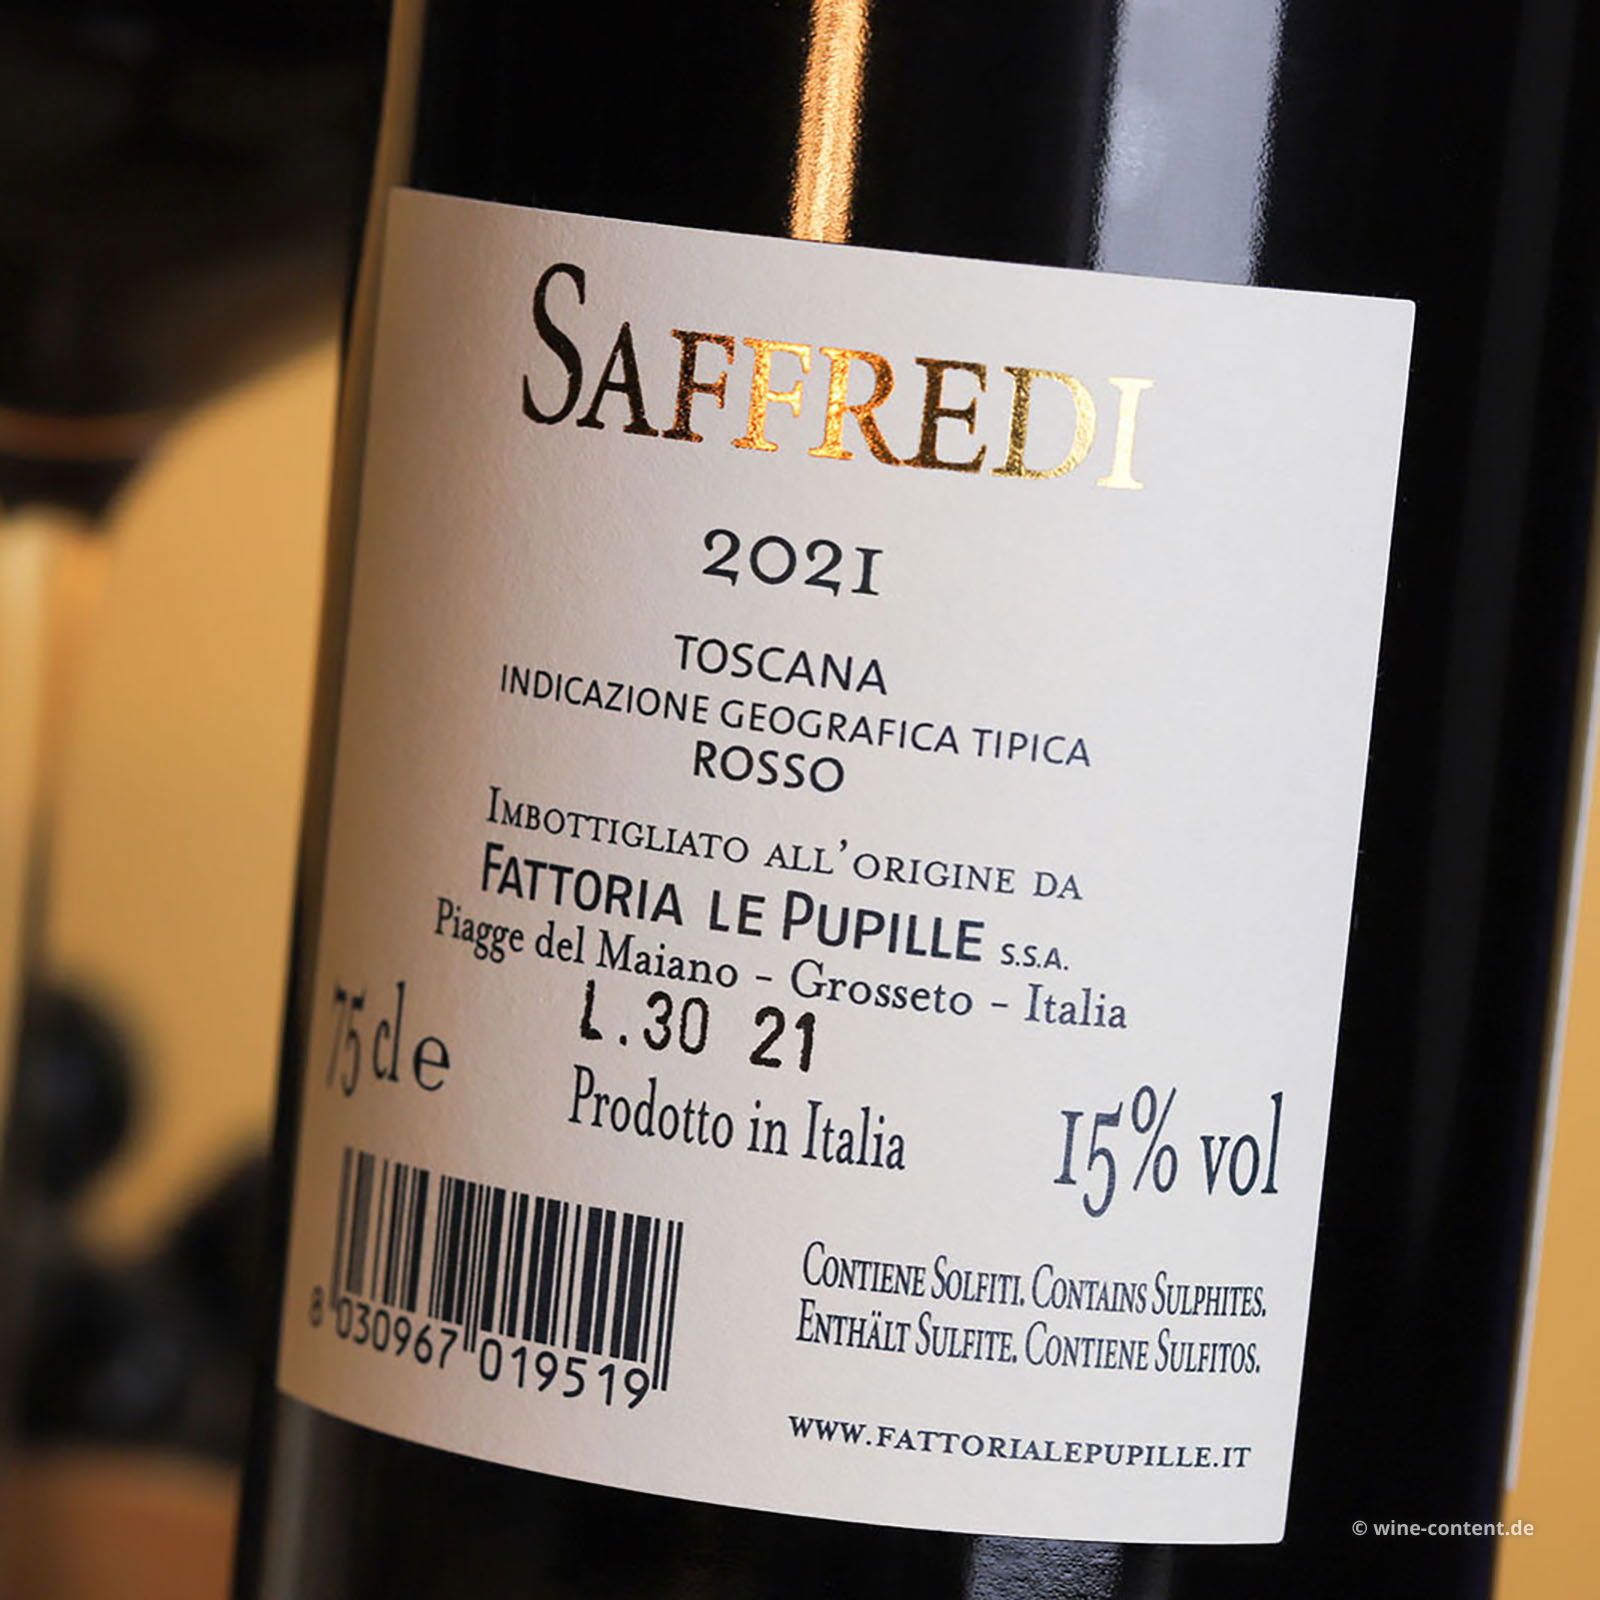 SAFFREDI
2021
TOSCANA
INDICAZIONE GEOGRAFICA TIPICA
ROSSO
IMBOTTIGLIATO ALL'ORIGINE DA
FATTORIA LE PUPILLE S.S.A.
Piagge del Maiano - Grosseto - Italia
75 cl e
L.30 21
Prodotto in Italia
15% vol
8 030967 019519
CONTIENE SOLFITI. CONTAINS SULPHITES.
ENTHÄLT SULFITE. CONTIENE SULFITOS.
WWW.FATTORIALEPUPILLE.IT
© wine-content.de